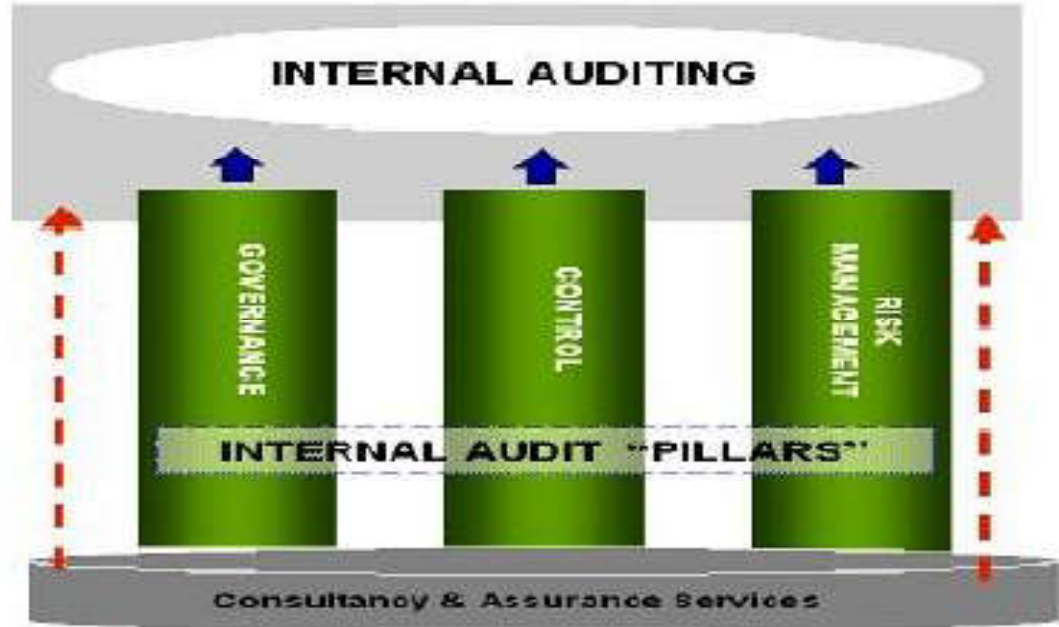 INTERNAL AUDITING
GOVERNANCE
CONTROL
RISK
MANAGEMENT
INTERNAL AUDIT "PILLARS"
Consultancy & Assurance Services